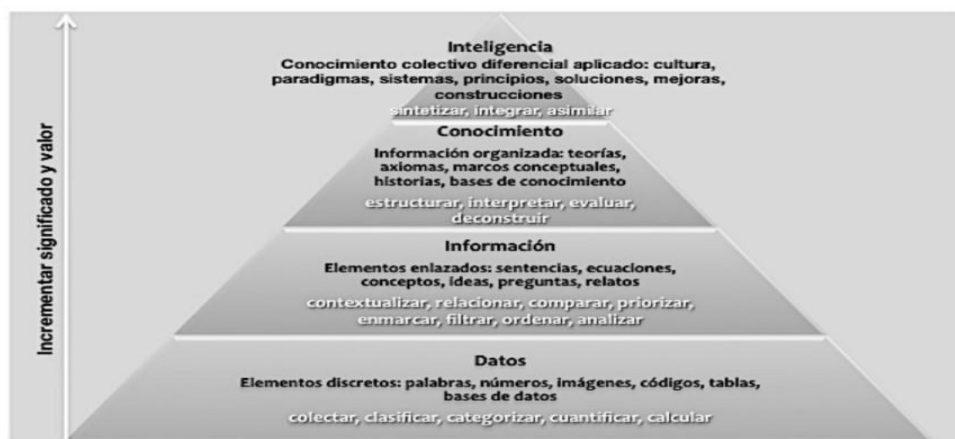 Incrementar significado y valor
Inteligencia
Conocimiento colectivo diferencial aplicado: cultura,
paradigmas, sistemas, principios, soluciones, mejoras,
construcciones
sintetizar, integrar, asimilar
Conocimiento
Información organizada: teorías,
axiomas, marcos conceptuales,
historias, bases de conocimiento
estructurar, interpretar, evaluar,
deconstruir
Información
Elementos enlazados: sentencias, ecuaciones,
conceptos, ideas, preguntas, relatos
contextualizar, relacionar, comparar, priorizar,
enmarcar, filtrar, ordenar, analizar
Datos
Elementos discretos: palabras, números, imágenes, códigos, tablas,
bases de datos
colectar, clasificar, categorizar, cuantificar, calcular